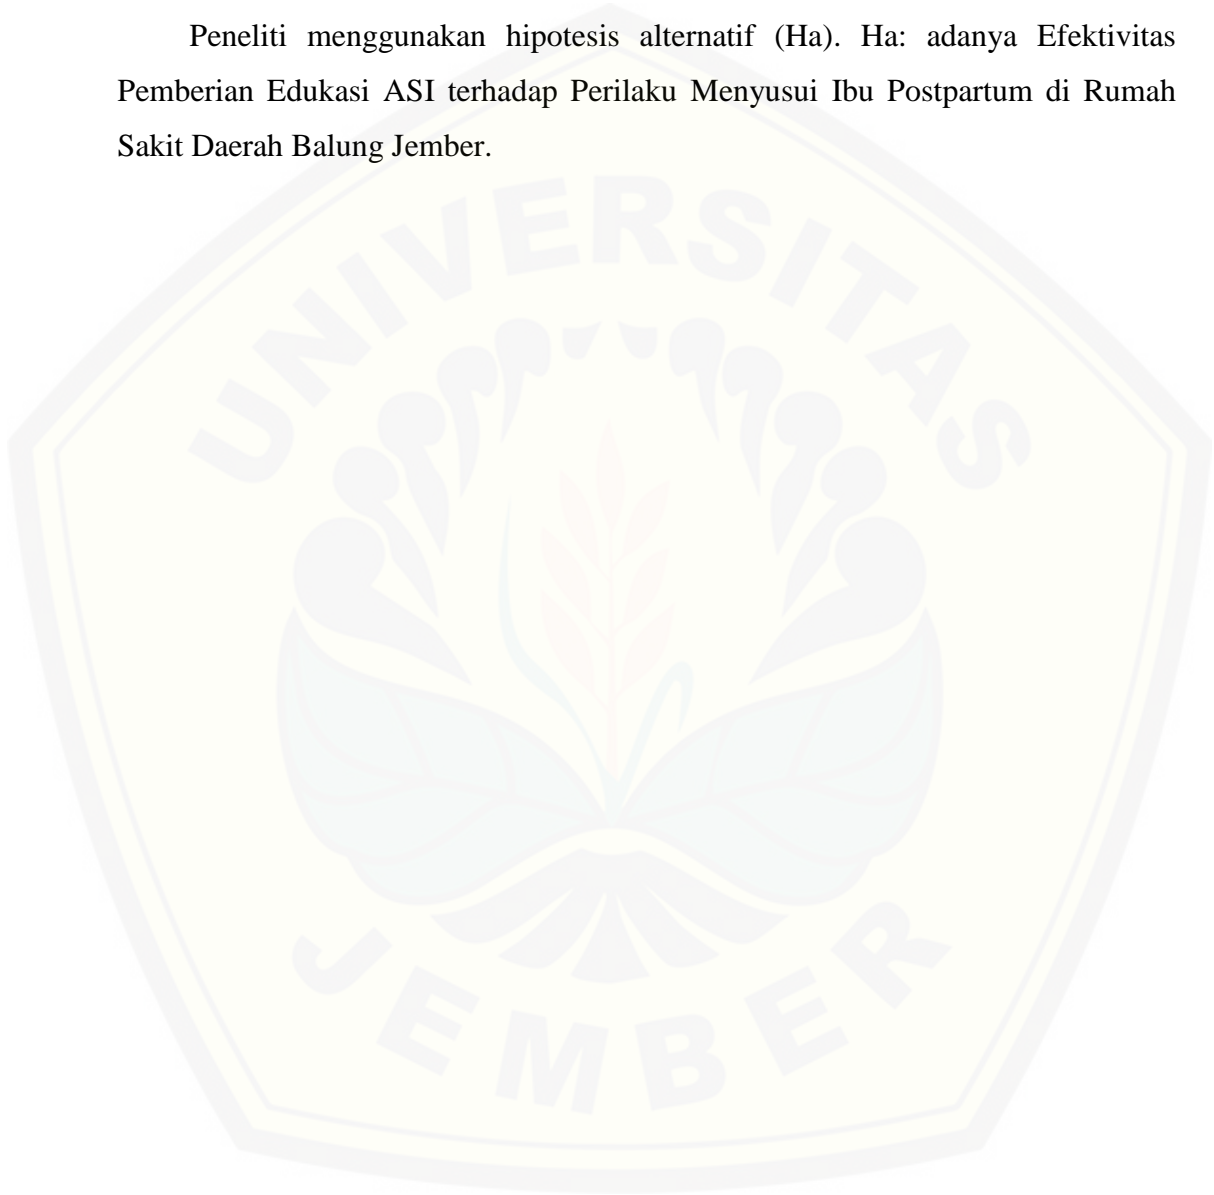 Peneliti menggunakan hipotesis alternatif (Ha). Ha: adanya Efektivitas
Pemberian Edukasi ASI terhadap Perilaku Menyusui Ibu Postpartum di Rumah
Sakit Daerah Balung Jember.
UNIVERSITAS
JEMBER